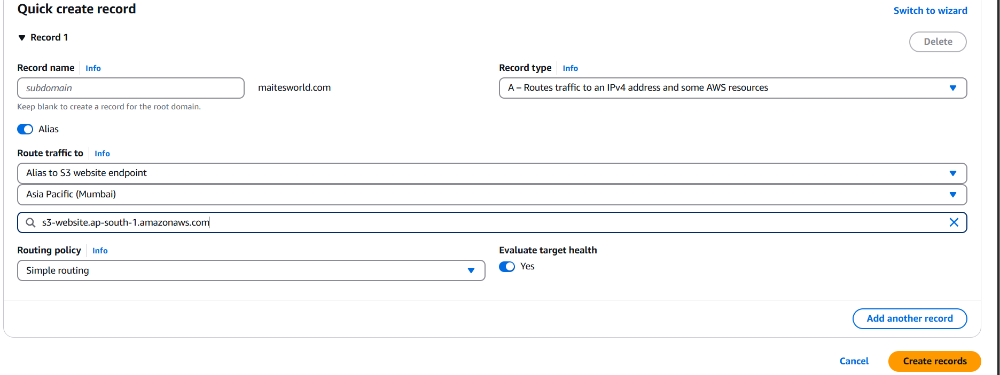 Quick create record
Switch to wizard
Record 1
Delete
Record name Info
Record type Info
subdomain
maitesworld.com
A – Routes traffic to an IPv4 address and some AWS resources
Keep blank to create a record for the root domain.
Alias
Route traffic to Info
Alias to S3 website endpoint
Asia Pacific (Mumbai)
s3-website.ap-south-1.amazonaws.com
Routing policy Info
Evaluate target health
Simple routing
Yes
Add another record
Cancel
Create records